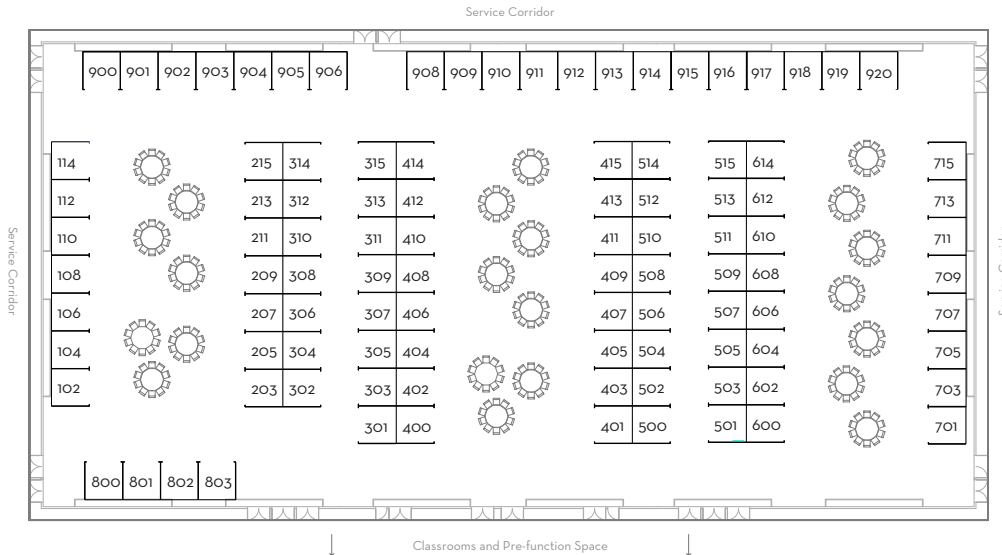 Service Corridor
900 901 902 903 904 905 906 908 909 910 911 912 913 914 915 916 917 918 919 920
114 215 314 315 414 415 514 515 614 715
112 213 312 313 412 413 512 513 612 713
110 211 310 311 410 411 510 511 610 711
108 209 308 309 408 409 508 509 608 709
106 207 306 307 406 407 506 507 606 707
104 205 304 305 404 405 504 505 604 705
102 203 302 303 402 403 502 503 602 703
301 400 401 500 501 600 701
Service Corridor
800 801 802 803
Classrooms and Pre-function Space